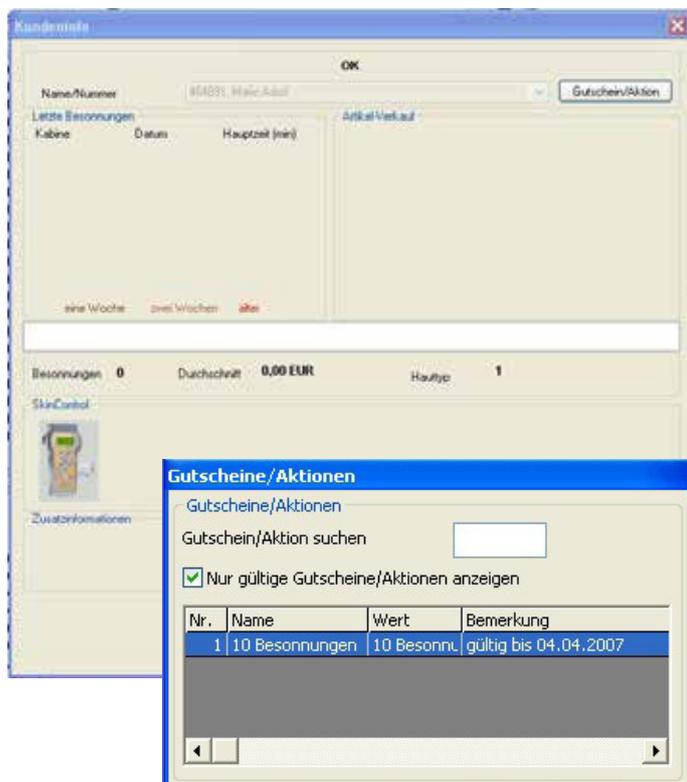 Kundeninfo
OK
Name/Nummer
Gutschein/Aktion
Letzte Besonnungen
Artikel-Verkauf
Kabine Datum Hauptzeit (min)
eine Woche zwei Wochen älter
Besonnungen 0 Durchschnitt 0,00 EUR Hauttyp 1
SkinControl
Zusatzinformationen
Gutscheine/Aktionen
Gutscheine/Aktionen
Gutschein/Aktion suchen
Nur gültige Gutscheine/Aktionen anzeigen
Nr. Name Wert Bemerkung
1 10 Besonnungen 10 Besonnu gültig bis 04.04.2007